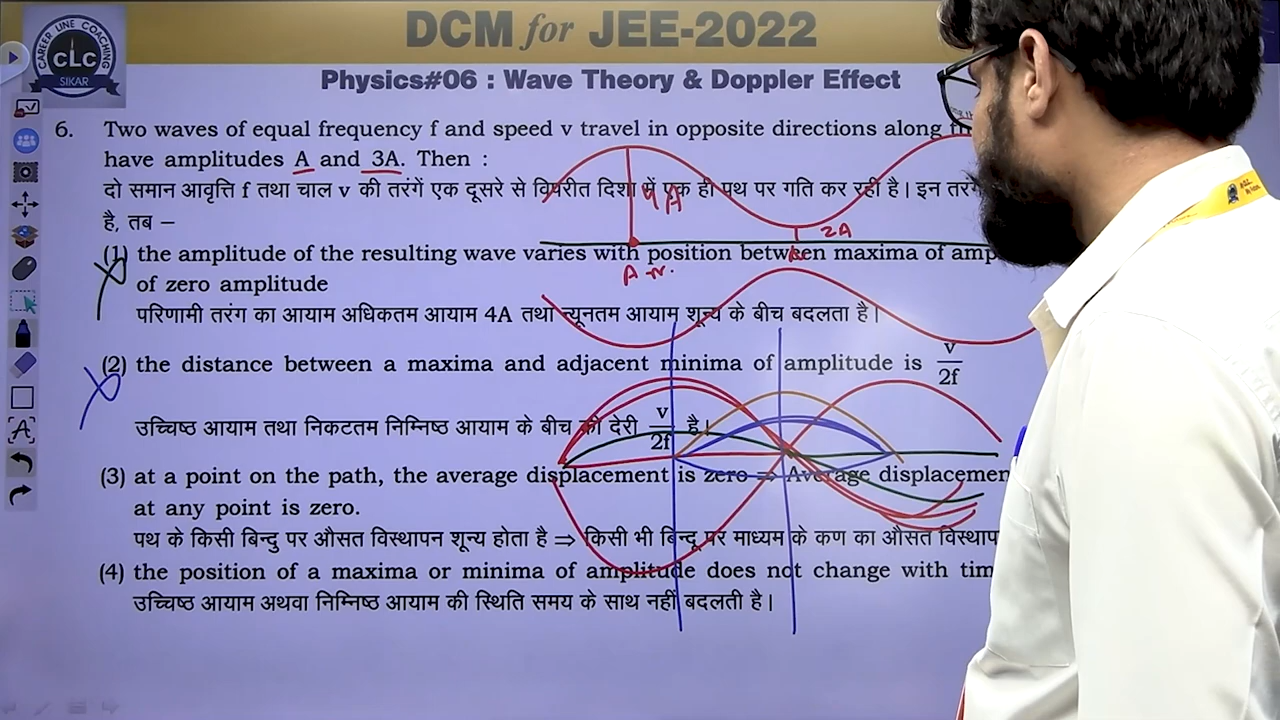 CAREER LINE COACHING
CLC
SIKAR
DCM for JEE-2022
Physics#06 : Wave Theory & Doppler Effect
6. Two waves of equal frequency f and speed v travel in opposite directions along
have amplitudes A and 3A. Then :
दो समान आवृत्ति f तथा चाल v की तरंगें एक दूसरे से विपरीत दिशा में एक ही पथ पर गति कर रही है। इन
है, तब –
4A
2A
(1) the amplitude of the resulting wave varies with position between maxima of
A.N.
of zero amplitude
परिणामी तरंग का आयाम अधिकतम आयाम 4A तथा न्यूनतम आयाम शून्य के बीच बदलता है।
(2) the distance between a maxima and adjacent minima of amplitude is v/2f
उच्चिष्ठ आयाम तथा निकटतम निम्निष्ठ आयाम के बीच की देरी v/2f है।
(3) at a point on the path, the average displacement is zero ⇒ Average
at any point is zero.
पथ के किसी बिन्दु पर औसत विस्थापन शून्य होता है ⇒ किसी भी बिन्दू पर माध्यम के कण का औसत
(4) the position of a maxima or minima of amplitude does not change with
उच्चिष्ठ आयाम अथवा निम्निष्ठ आयाम की स्थिति समय के साथ नहीं बदलती है।